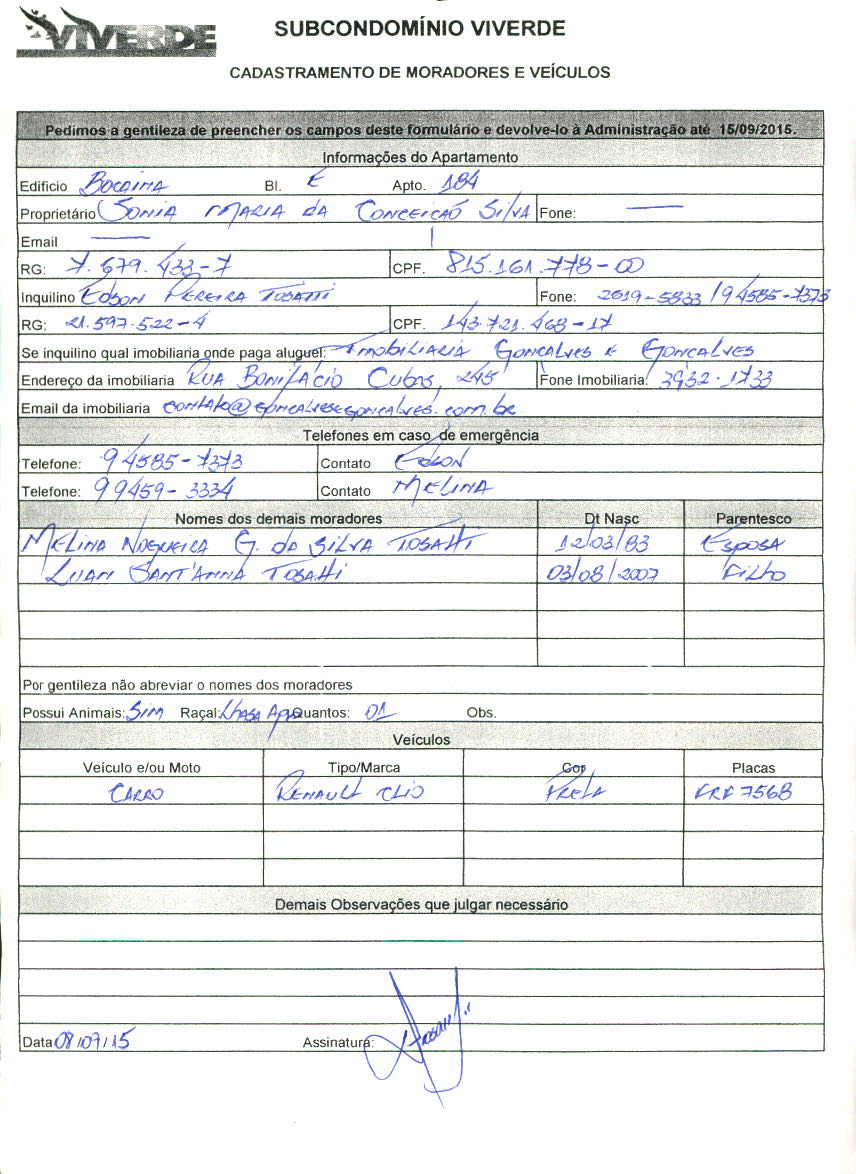 VIVERDE
SUBCONDOMÍNIO VIVERDE
CADASTRAMENTO DE MORADORES E VEÍCULOS
Pedimos a gentileza de preencher os campos deste formulário e devolve-lo à Administração até 15/09/2015.
Informações do Apartamento
Edificio BOCAINA Bl. E Apto. 184
Proprietário SONIA MARIA DA CONCEIÇAÕ SILVA Fone: —
Email —
RG: 7.679.433-7 CPF. 815.161.778-00
Inquilino EDSON PEREIRA TOSATTI Fone: 2019-5833 / 94585-7373
RG: 21.597.522-4 CPF. 143.721.468-17
Se inquilino qual imobiliaria onde paga aluguel: IMOBILIARIA GONCALVES E GONCALVES
Endereço da imobiliaria RUA BONIFÁCIO CUBAS, 245 Fone Imobiliaria: 3932-1733
Email da imobiliaria contato@GONCALVESEGONCALVES.com.br
Telefones em caso de emergência
Telefone: 94585-7373 Contato EDSON
Telefone: 99459-3334 Contato MELINA
Nomes dos demais moradores Dt Nasc Parentesco
MELINA NOGUEIRA G. DA SILVA TOSATTI 12/03/83 ESPOSA
LUAN SANT'ANNA TOSATTI 03/08/2007 FILHO
Por gentileza não abreviar o nomes dos moradores
Possui Animais: SIM Raçal: LHASA APSO Quantos: 01 Obs.
Veículos
Veículo e/ou Moto Tipo/Marca Cor Placas
CARRO RENAULT CLIO PRETA FRF 7568
Demais Observações que julgar necessário
Data 08/09/15 Assinatura: